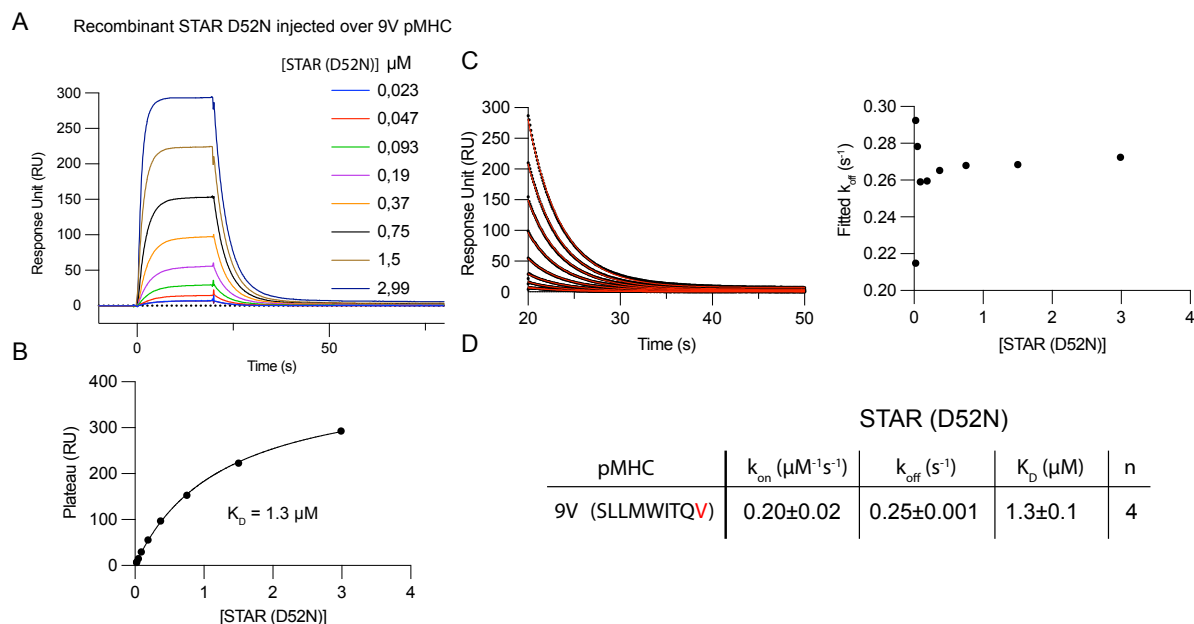 A
Recombinant STAR D52N injected over 9V pMHC
[STAR (D52N)] µM
0,023
0,047
0,093
0,19
0,37
0,75
1,5
2,99
Response Unit (RU)
300
250
200
150
100
50
0
0
50
Time (s)
B
Plateau (RU)
400
300
200
100
0
K_D = 1.3 µM
0
1
2
3
4
[STAR (D52N)]
C
Response Unit (RU)
300
250
200
150
100
50
0
20
30
40
50
Time (s)
Fittted k_off (s⁻¹)
0.30
0.28
0.26
0.24
0.22
0.20
0
1
2
3
4
[STAR (D52N)]
D
STAR (D52N)
pMHC k_on (µM⁻¹s⁻¹) k_off (s⁻¹) K_D (µM) n
9V (SLLMWITQV) 0.20±0.02 0.25±0.001 1.3±0.1 4